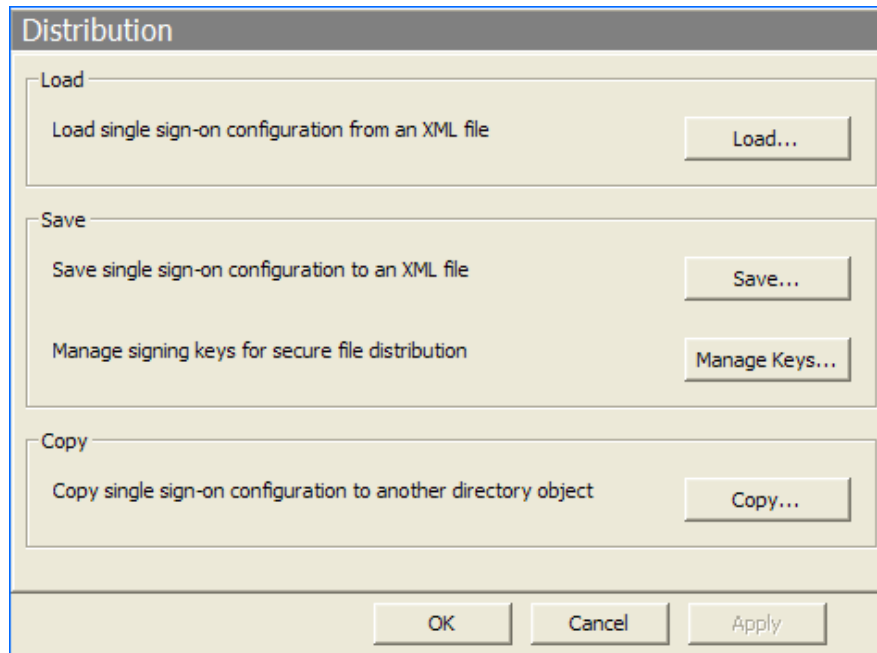 Distribution
Load
Load single sign-on configuration from an XML file
Load...
Save
Save single sign-on configuration to an XML file
Save...
Manage signing keys for secure file distribution
Manage Keys...
Copy
Copy single sign-on configuration to another directory object
Copy...
OK Cancel Apply